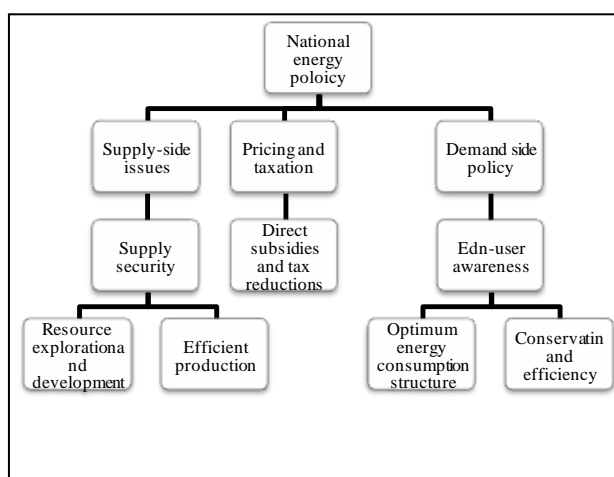 National
energy
poloicy
Supply-side
issues
Pricing and
taxation
Demand side
policy
Supply
security
Direct
subsidies
and tax
reductions
Edn-user
awareness
Resource
explorationa
nd
development
Efficient
production
Optimum
energy
consumption
structure
Conservatin
and
efficiency